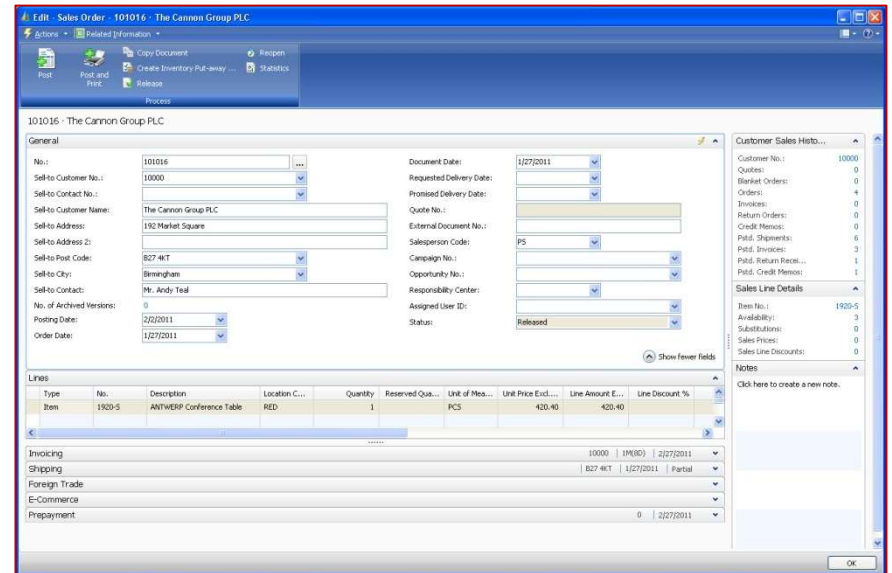 Edit - Sales Order - 101016 · The Cannon Group PLC
Actions
Related Information
Post
Post and Print
Copy Document
Create Inventory Put-away ...
Release
Reopen
Statistics
Process
101016 · The Cannon Group PLC
General
No.: 101016 ...
Sell-to Customer No.: 10000
Sell-to Contact No.:
Sell-to Customer Name: The Cannon Group PLC
Sell-to Address: 192 Market Square
Sell-to Address 2:
Sell-to Post Code: B27 4KT
Sell-to City: Birmingham
Sell-to Contact: Mr. Andy Teal
No. of Archived Versions: 0
Posting Date: 2/2/2011
Order Date: 1/27/2011
Document Date: 1/27/2011
Requested Delivery Date:
Promised Delivery Date:
Quote No.:
External Document No.:
Salesperson Code: PS
Campaign No.:
Opportunity No.:
Responsibility Center:
Assigned User ID:
Status: Released
Show fewer fields
Lines
Type No. Description Location C... Quantity Reserved Qua... Unit of Mea... Unit Price Excl.... Line Amount E... Line Discount %
Item 1920-S ANTWERP Conference Table RED 1 PCS 420.40 420.40
Invoicing 10000 | 1M(8D) | 2/27/2011
Shipping B27 4KT | 1/27/2011 | Partial
Foreign Trade
E-Commerce
Prepayment 0 | 2/27/2011
Customer Sales Histo...
Customer No.: 10000
Quotes: 0
Blanket Orders: 0
Orders: 4
Invoices: 0
Return Orders: 0
Credit Memos: 0
Pstd. Shipments: 6
Pstd. Invoices: 3
Pstd. Return Recei... 1
Pstd. Credit Memos: 1
Sales Line Details
Item No.: 1920-S
Availability: 3
Substitutions: 0
Sales Prices: 0
Sales Line Discounts: 0
Notes
Click here to create a new note.
OK